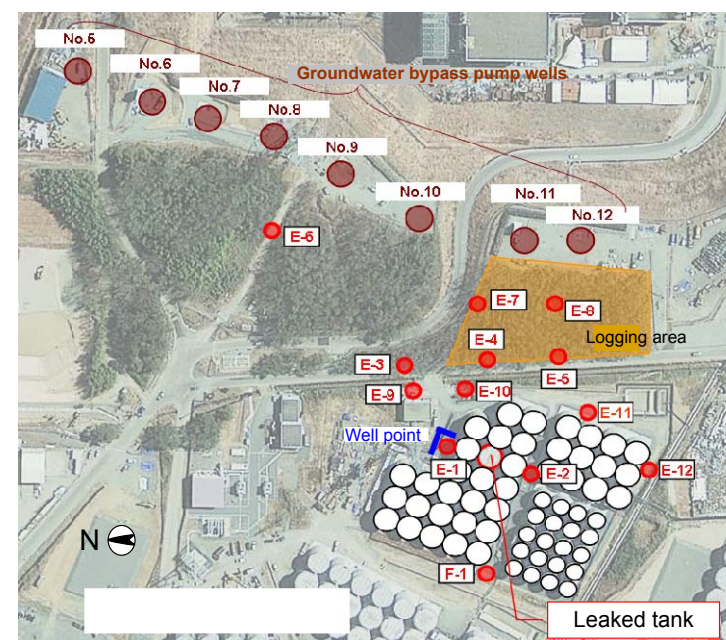 No.5
No.6
No.7
No.8
No.9
No.10
No.11
No.12
Groundwater bypass pump wells
E-6
E-7
E-8
Logging area
E-4
E-5
E-3
E-9
E-10
E-11
Well point
E-1
E-2
E-12
N
F-1
Leaked tank